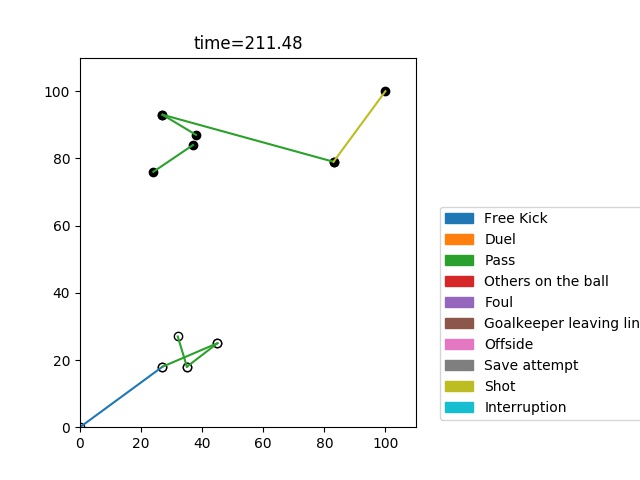 time=211.48
100
80
60
40
20
0
0 20 40 60 80 100
Free Kick
Duel
Pass
Others on the ball
Foul
Goalkeeper leaving lin
Offside
Save attempt
Shot
Interruption